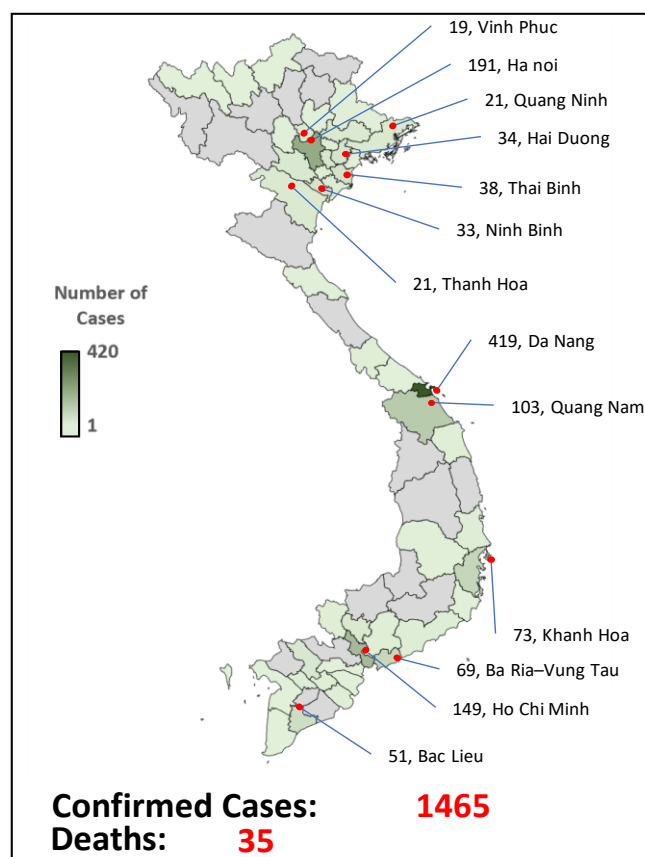 19, Vinh Phuc
191, Ha noi
21, Quang Ninh
34, Hai Duong
38, Thai Binh
33, Ninh Binh
21, Thanh Hoa
Number of
Cases
420
1
419, Da Nang
103, Quang Nam
73, Khanh Hoa
69, Ba Ria–Vung Tau
149, Ho Chi Minh
51, Bac Lieu
Confirmed Cases: 1465
Deaths: 35